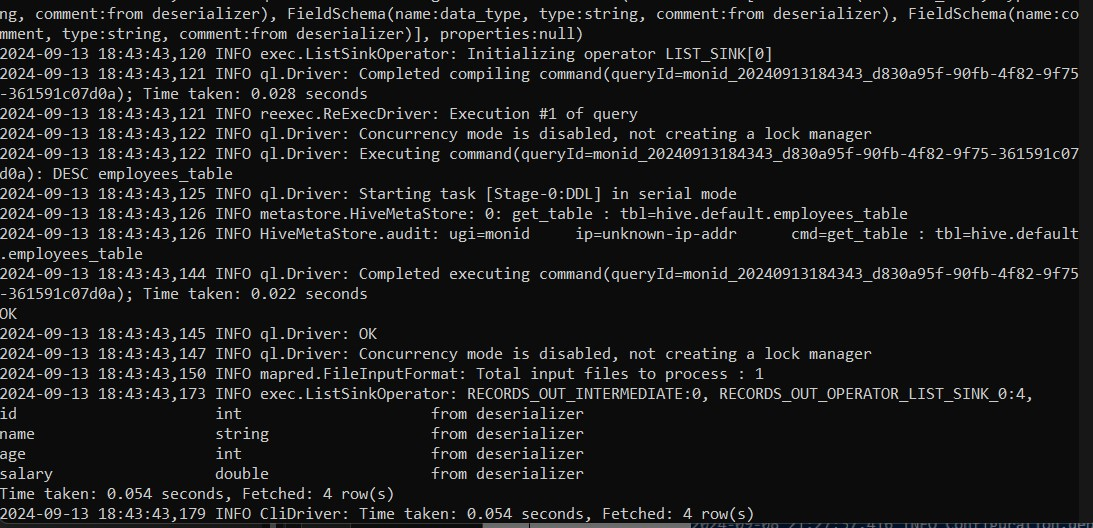 ng, comment:from deserializer), FieldSchema(name:data_type, type:string, comment:from deserializer), FieldSchema(name:co
mment, type:string, comment:from deserializer)], properties:null)
2024-09-13 18:43:43,120 INFO exec.ListSinkOperator: Initializing operator LIST_SINK[0]
2024-09-13 18:43:43,121 INFO ql.Driver: Completed compiling command(queryId=monid_20240913184343_d830a95f-90fb-4f82-9f75
-361591c07d0a); Time taken: 0.028 seconds
2024-09-13 18:43:43,121 INFO reexec.ReExecDriver: Execution #1 of query
2024-09-13 18:43:43,122 INFO ql.Driver: Concurrency mode is disabled, not creating a lock manager
2024-09-13 18:43:43,122 INFO ql.Driver: Executing command(queryId=monid_20240913184343_d830a95f-90fb-4f82-9f75-361591c07
d0a): DESC employees_table
2024-09-13 18:43:43,125 INFO ql.Driver: Starting task [Stage-0:DDL] in serial mode
2024-09-13 18:43:43,126 INFO metastore.HiveMetaStore: 0: get_table : tbl=hive.default.employees_table
2024-09-13 18:43:43,126 INFO HiveMetaStore.audit: ugi=monid     ip=unknown-ip-addr      cmd=get_table : tbl=hive.default
.employees_table
2024-09-13 18:43:43,144 INFO ql.Driver: Completed executing command(queryId=monid_20240913184343_d830a95f-90fb-4f82-9f75
-361591c07d0a); Time taken: 0.022 seconds
OK
2024-09-13 18:43:43,145 INFO ql.Driver: OK
2024-09-13 18:43:43,147 INFO ql.Driver: Concurrency mode is disabled, not creating a lock manager
2024-09-13 18:43:43,150 INFO mapred.FileInputFormat: Total input files to process : 1
2024-09-13 18:43:43,173 INFO exec.ListSinkOperator: RECORDS_OUT_INTERMEDIATE:0, RECORDS_OUT_OPERATOR_LIST_SINK_0:4,
id                      int                     from deserializer
name                    string                  from deserializer
age                     int                     from deserializer
salary                  double                  from deserializer
Time taken: 0.054 seconds, Fetched: 4 row(s)
2024-09-13 18:43:43,179 INFO CliDriver: Time taken: 0.054 seconds, Fetched: 4 row(s)